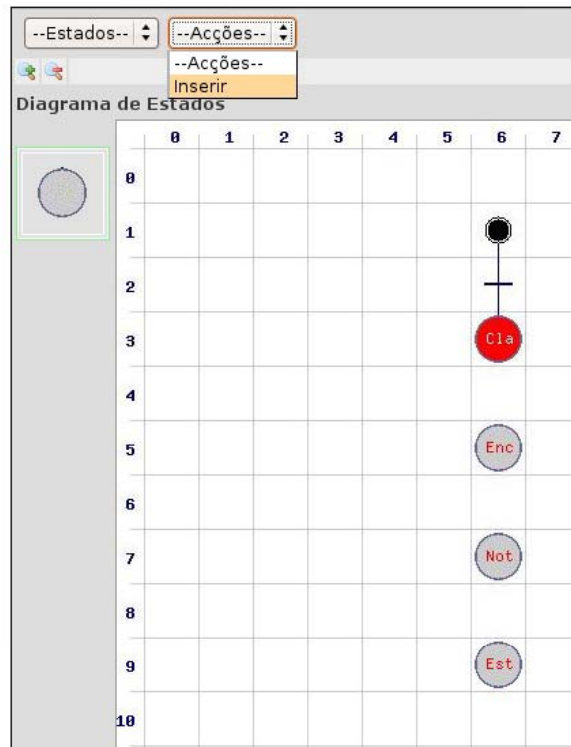 --Estados-- --Acções--
--Acções--
Inserir
Diagrama de Estados
0 1 2 3 4 5 6 7
0
1
2
3
Cla
4
5
Enc
6
7
Not
8
9
Est
10